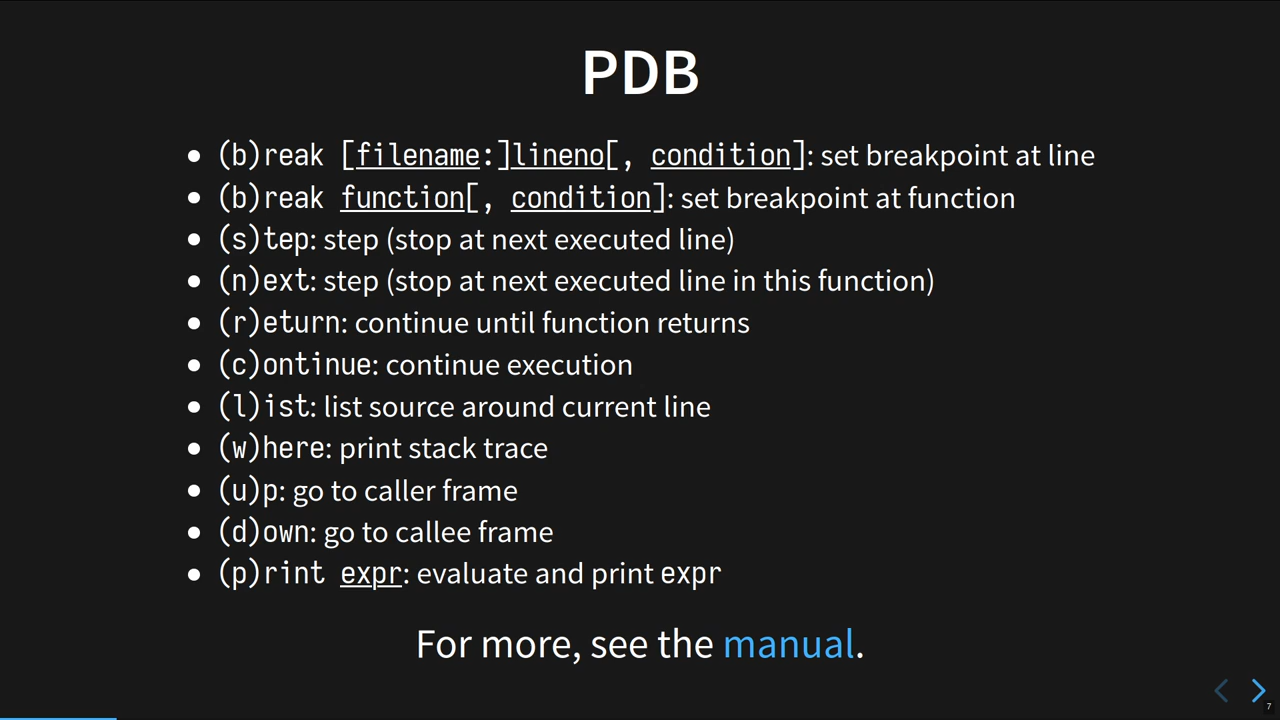 PDB
• (b)reak [filename:]lineno[, condition]: set breakpoint at line
• (b)reak function[, condition]: set breakpoint at function
• (s)tep: step (stop at next executed line)
• (n)ext: step (stop at next executed line in this function)
• (r)eturn: continue until function returns
• (c)ontinue: continue execution
• (l)ist: list source around current line
• (w)here: print stack trace
• (u)p: go to caller frame
• (d)own: go to callee frame
• (p)rint expr: evaluate and print expr
For more, see the manual.
7